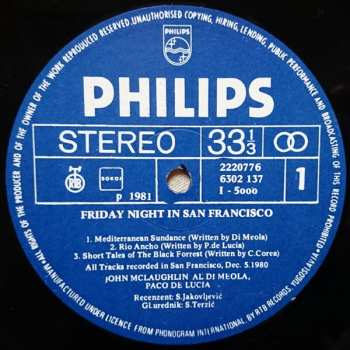 ALL RIGHTS OF THE PRODUCER AND OF THE OWNER OF THE WORK REPRODUCED RESERVED. UNAUTHORISED COPYING, HIRING, LENDING, PUBLIC PERFORMANCE AND BROADCASTING OF THIS RECORD PROHIBITED
PHILIPS
PHILIPS
STEREO
33 1/3
RTB
SOKOJ
p 1981
2220776
6302 137
I - 5000
1
FRIDAY NIGHT IN SAN FRANCISCO
1. Mediterranean Sundance (Written by Di Meola)
2. Rio Ancho (Written by P.de Lucia)
3. Short Tales of The Black Forrest (Written by C.Corea)
All Tracks recorded in San Francisco, Dec. 5.1980
JOHN MCLAUGHLIN AL DI MEOLA,
PACO DE LUCIA
Recenzent: S.Jakovljević
Gl.urednik: S.Terzić
MANUFACTURED UNDER LICENCE FROM PHONOGRAM INTERNATIONAL BY RTB RECORDS, YUGOSLAVIA